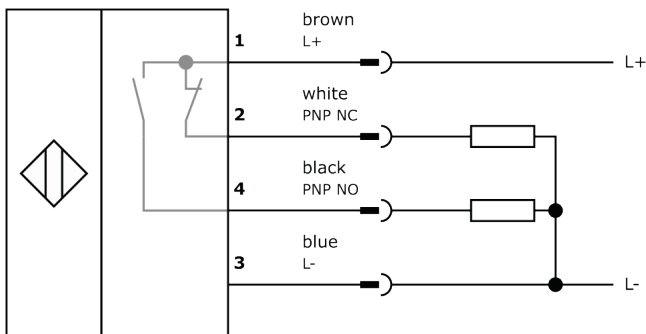 brown
1 L+
L+
white
2 PNP NC
black
4 PNP NO
blue
3 L-
L-